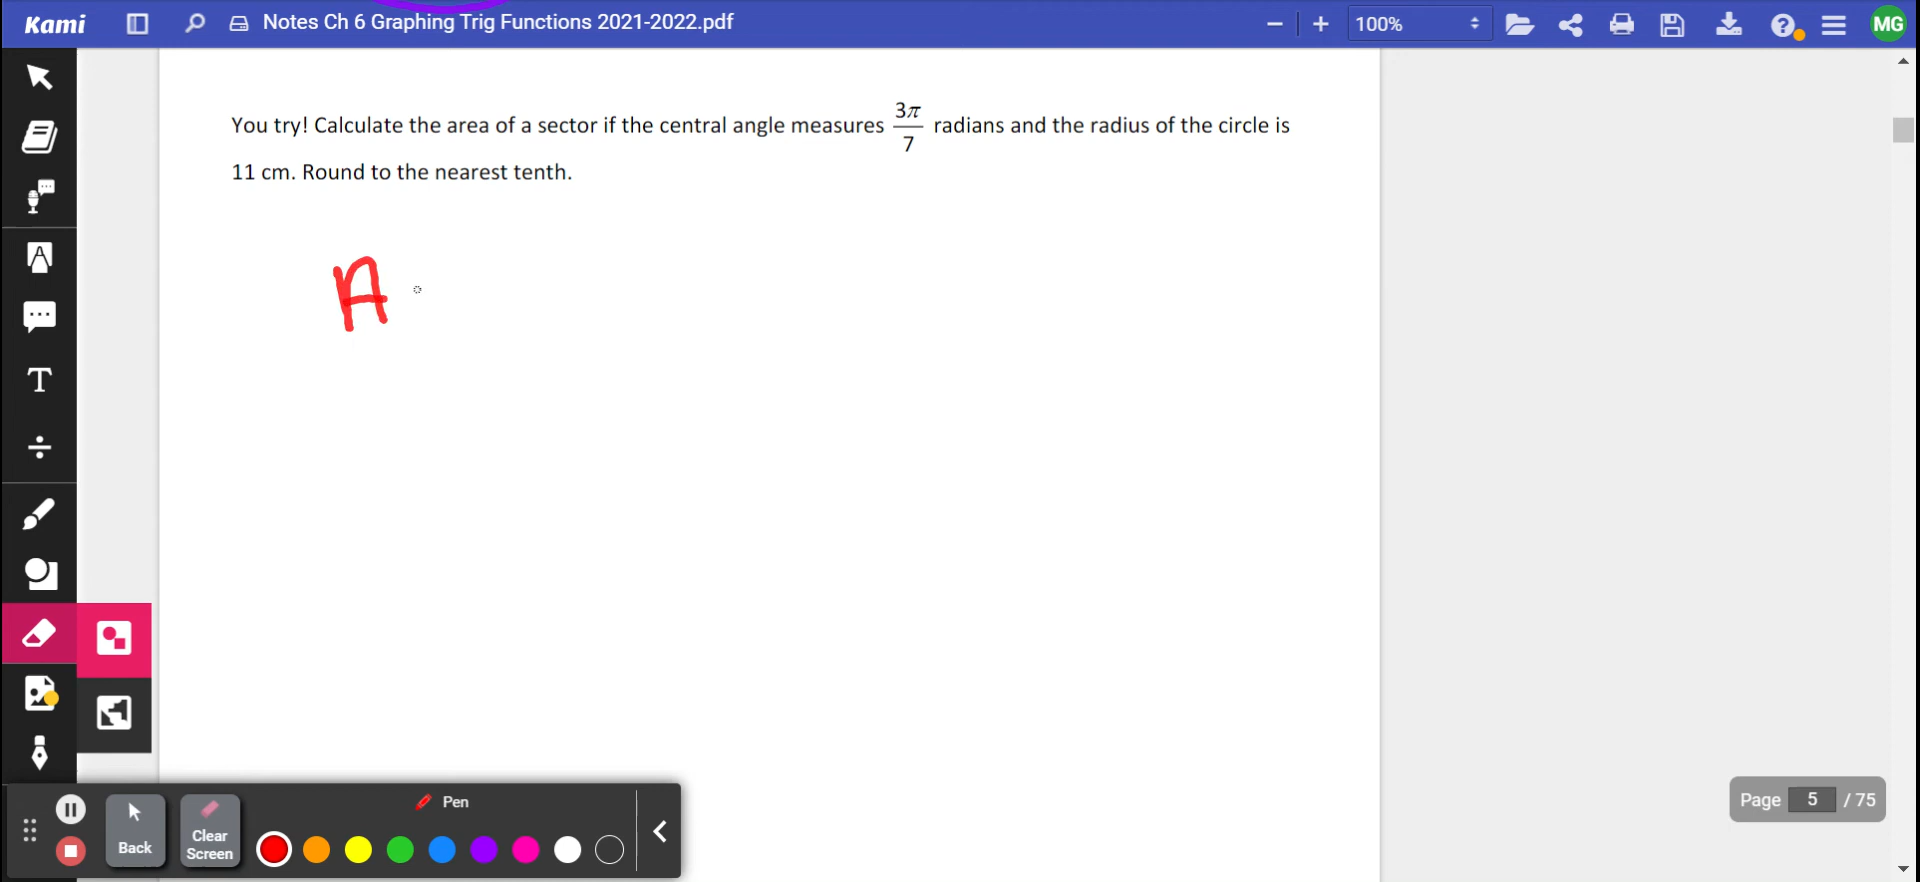 Kami
Notes Ch 6 Graphing Trig Functions 2021-2022.pdf
100%
MG
You try! Calculate the area of a sector if the central angle measures 3π/7 radians and the radius of the circle is
11 cm. Round to the nearest tenth.
A
T
Pen
Back
Clear
Screen
Page 5 / 75